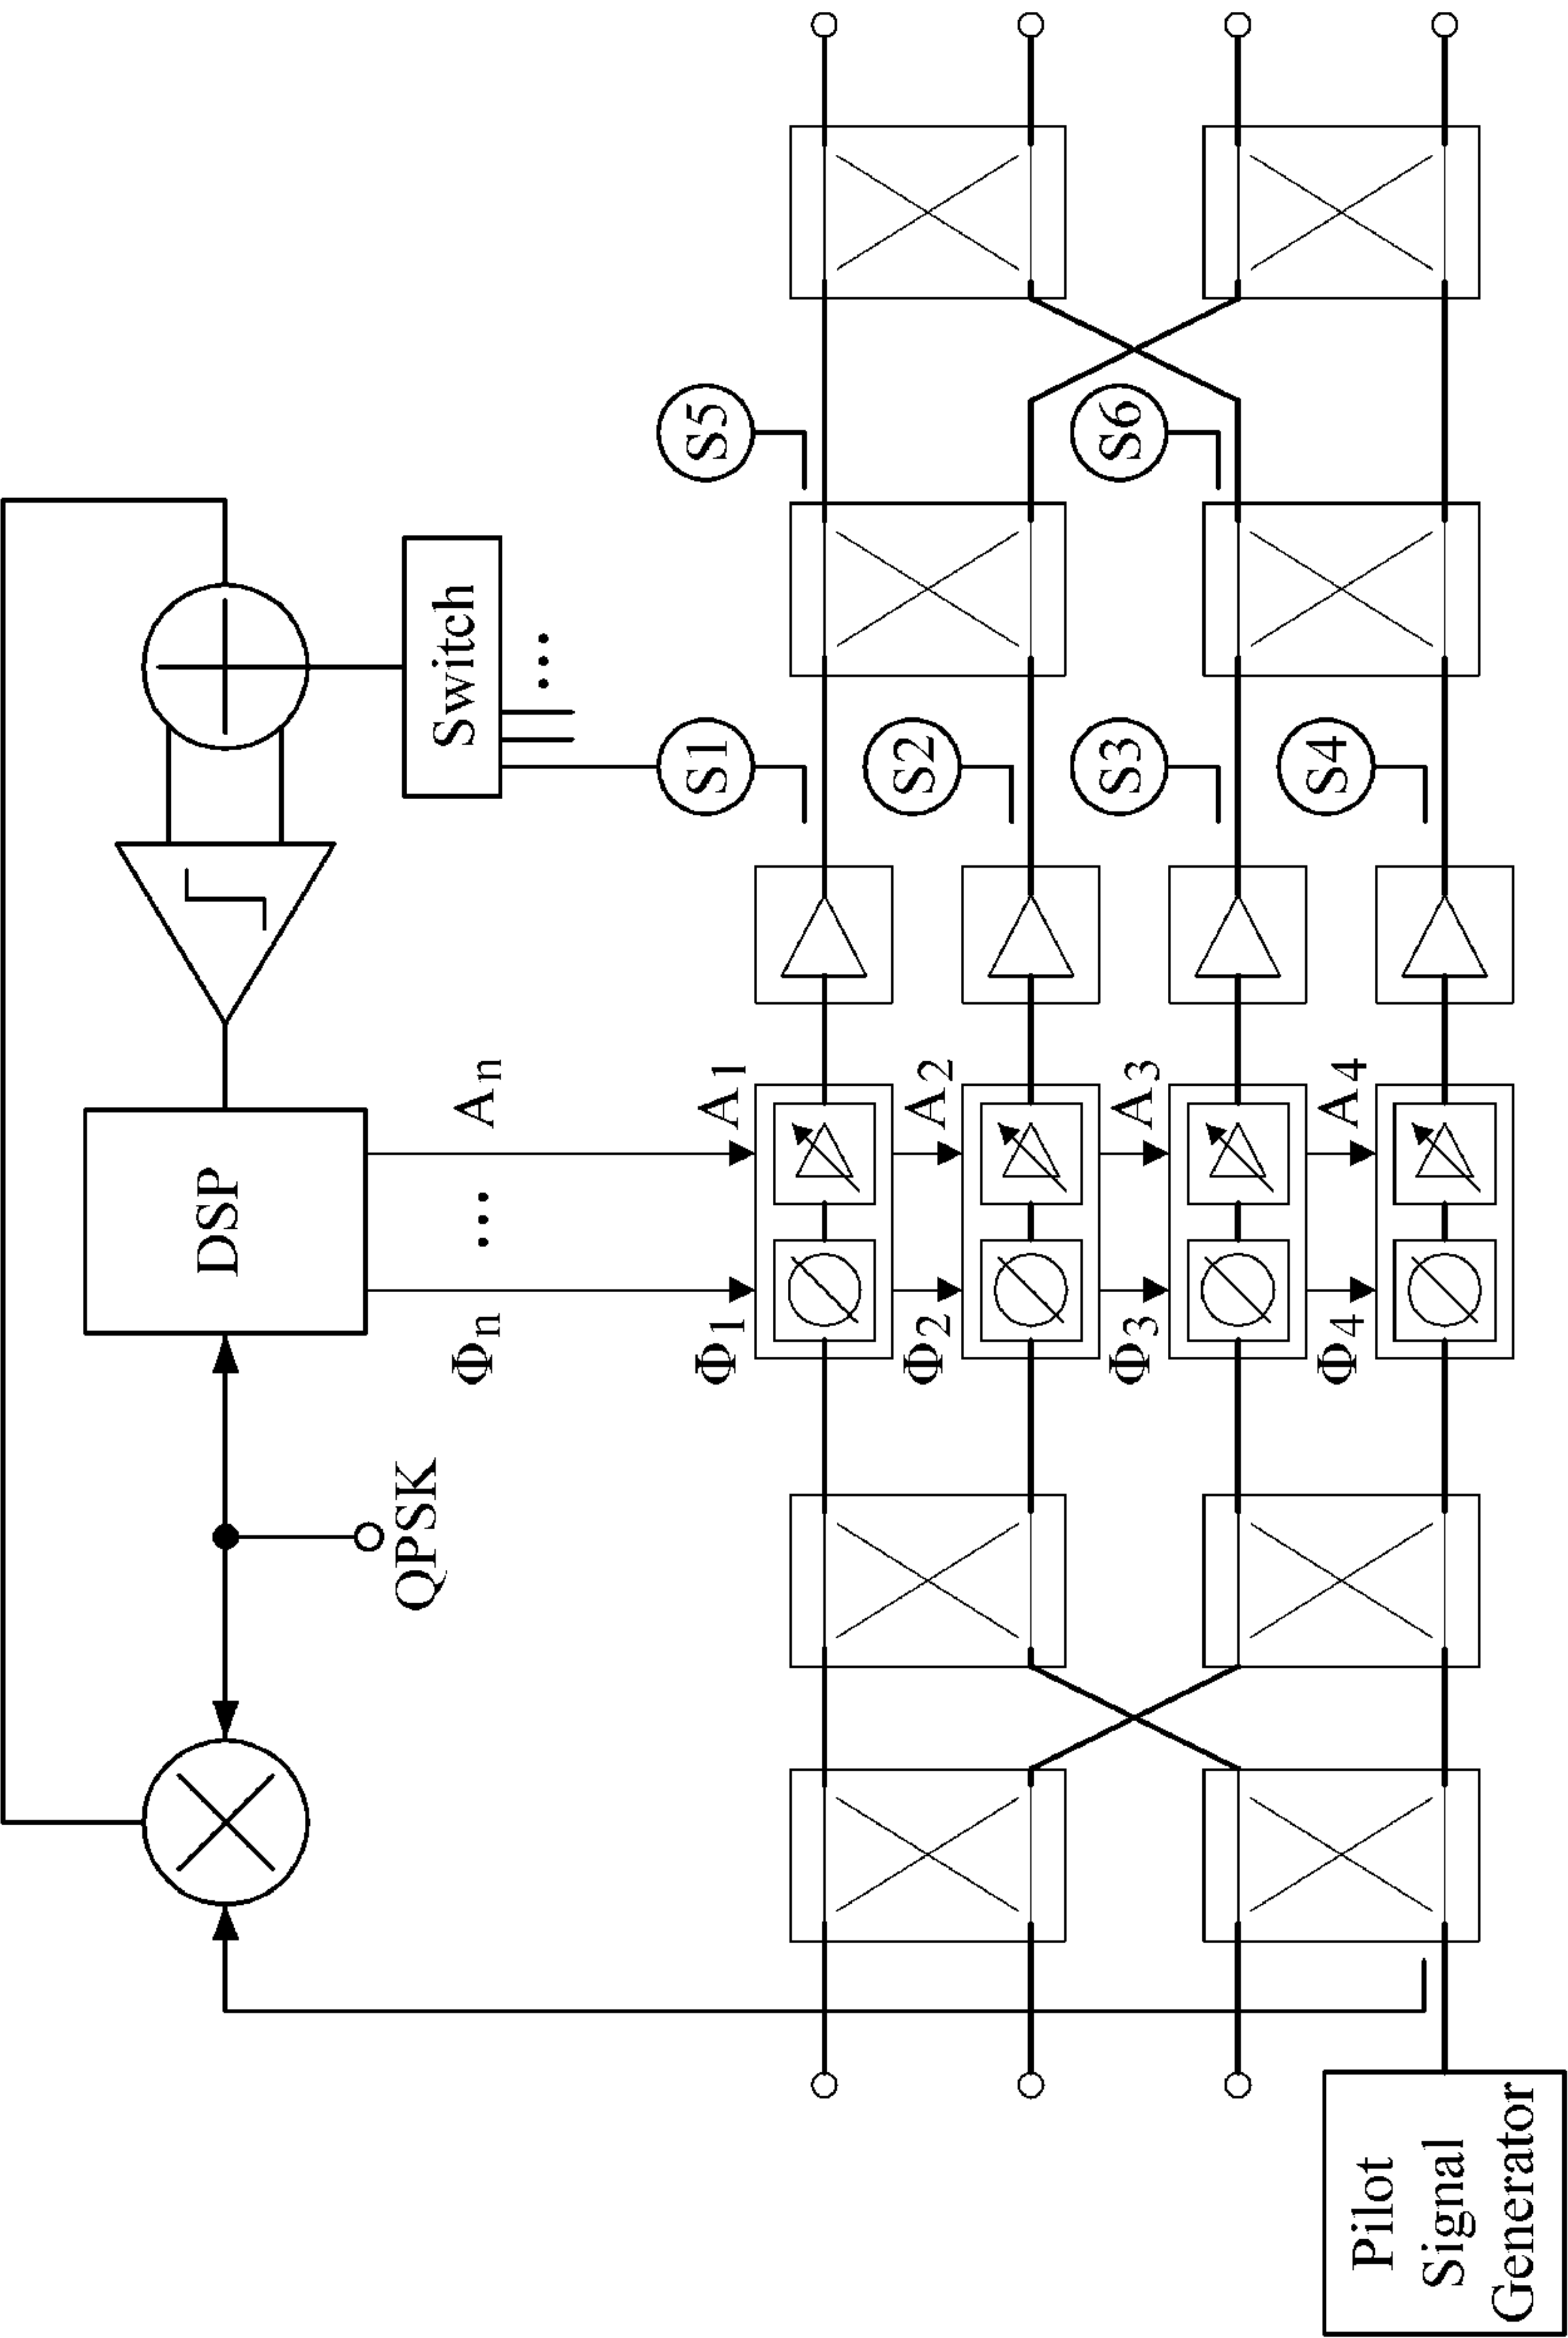 DSP
QPSK
Switch
Φn
...
An
...
S1
S5
Φ1
A1
S2
Φ2
A2
S3
S6
Φ3
A3
S4
Φ4
A4
Pilot
Signal
Generator